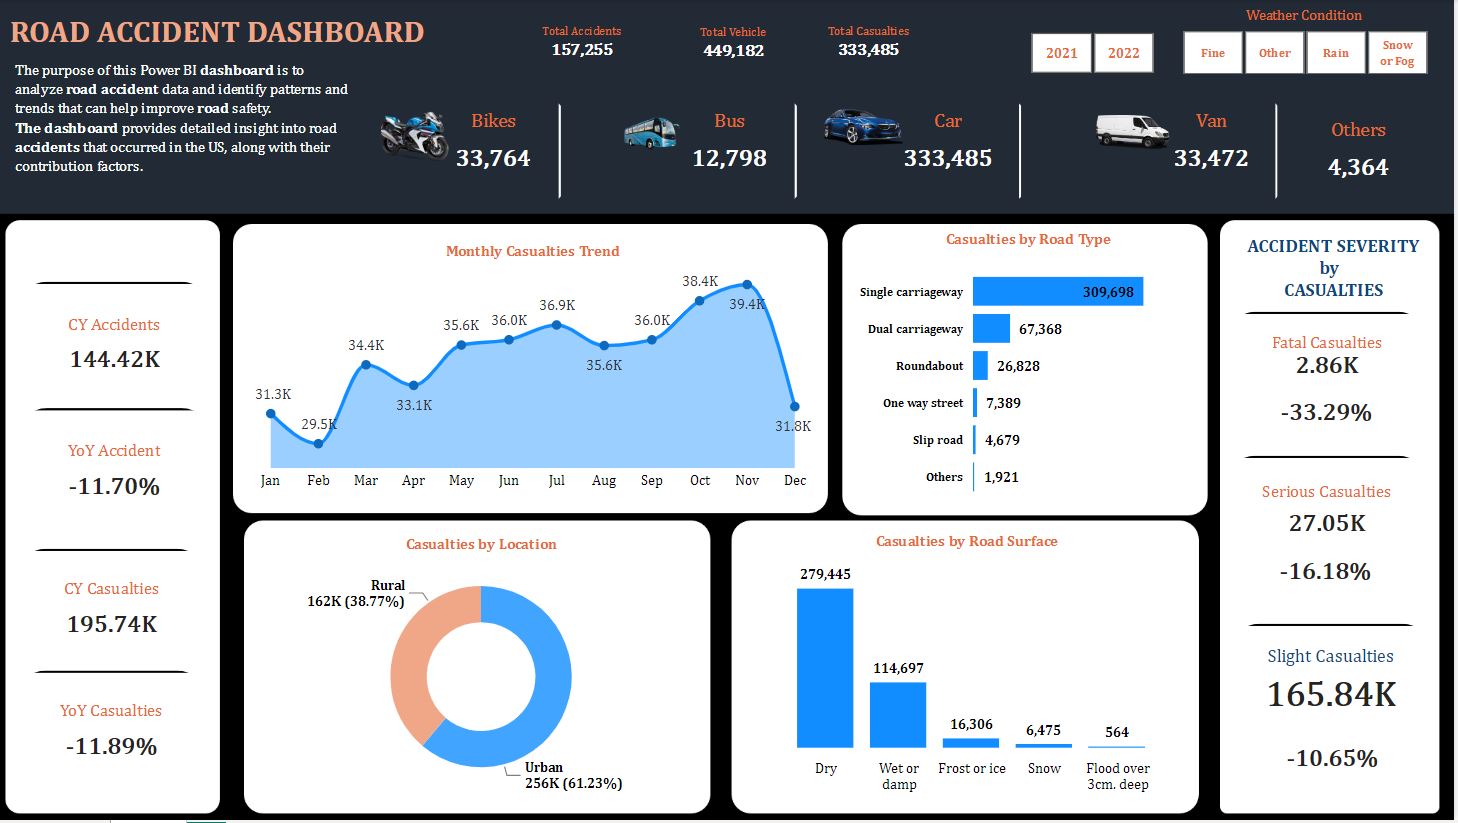 ROAD ACCIDENT DASHBOARD
The purpose of this Power BI dashboard is to
analyze road accident data and identify patterns and
trends that can help improve road safety.
The dashboard provides detailed insight into road
accidents that occurred in the US, along with their
contribution factors.
Total Accidents
157,255
Total Vehicle
449,182
Total Casualties
333,485
2021
2022
Weather Condition
Fine
Other
Rain
Snow
or Fog
Bikes
33,764
Bus
12,798
Car
333,485
Van
33,472
Others
4,364
CY Accidents
144.42K
YoY Accident
-11.70%
CY Casualties
195.74K
YoY Casualties
-11.89%
Monthly Casualties Trend
31.3K
29.5K
34.4K
33.1K
35.6K
36.0K
36.9K
35.6K
36.0K
38.4K
39.4K
31.8K
Jan
Feb
Mar
Apr
May
Jun
Jul
Aug
Sep
Oct
Nov
Dec
Casualties by Road Type
Single carriageway
309,698
Dual carriageway
67,368
Roundabout
26,828
One way street
7,389
Slip road
4,679
Others
1,921
Casualties by Location
Rural
162K (38.77%)
Urban
256K (61.23%)
Casualties by Road Surface
279,445
114,697
16,306
6,475
564
Dry
Wet or
damp
Frost or ice
Snow
Flood over
3cm. deep
ACCIDENT SEVERITY
by
CASUALTIES
Fatal Casualties
2.86K
-33.29%
Serious Casualties
27.05K
-16.18%
Slight Casualties
165.84K
-10.65%